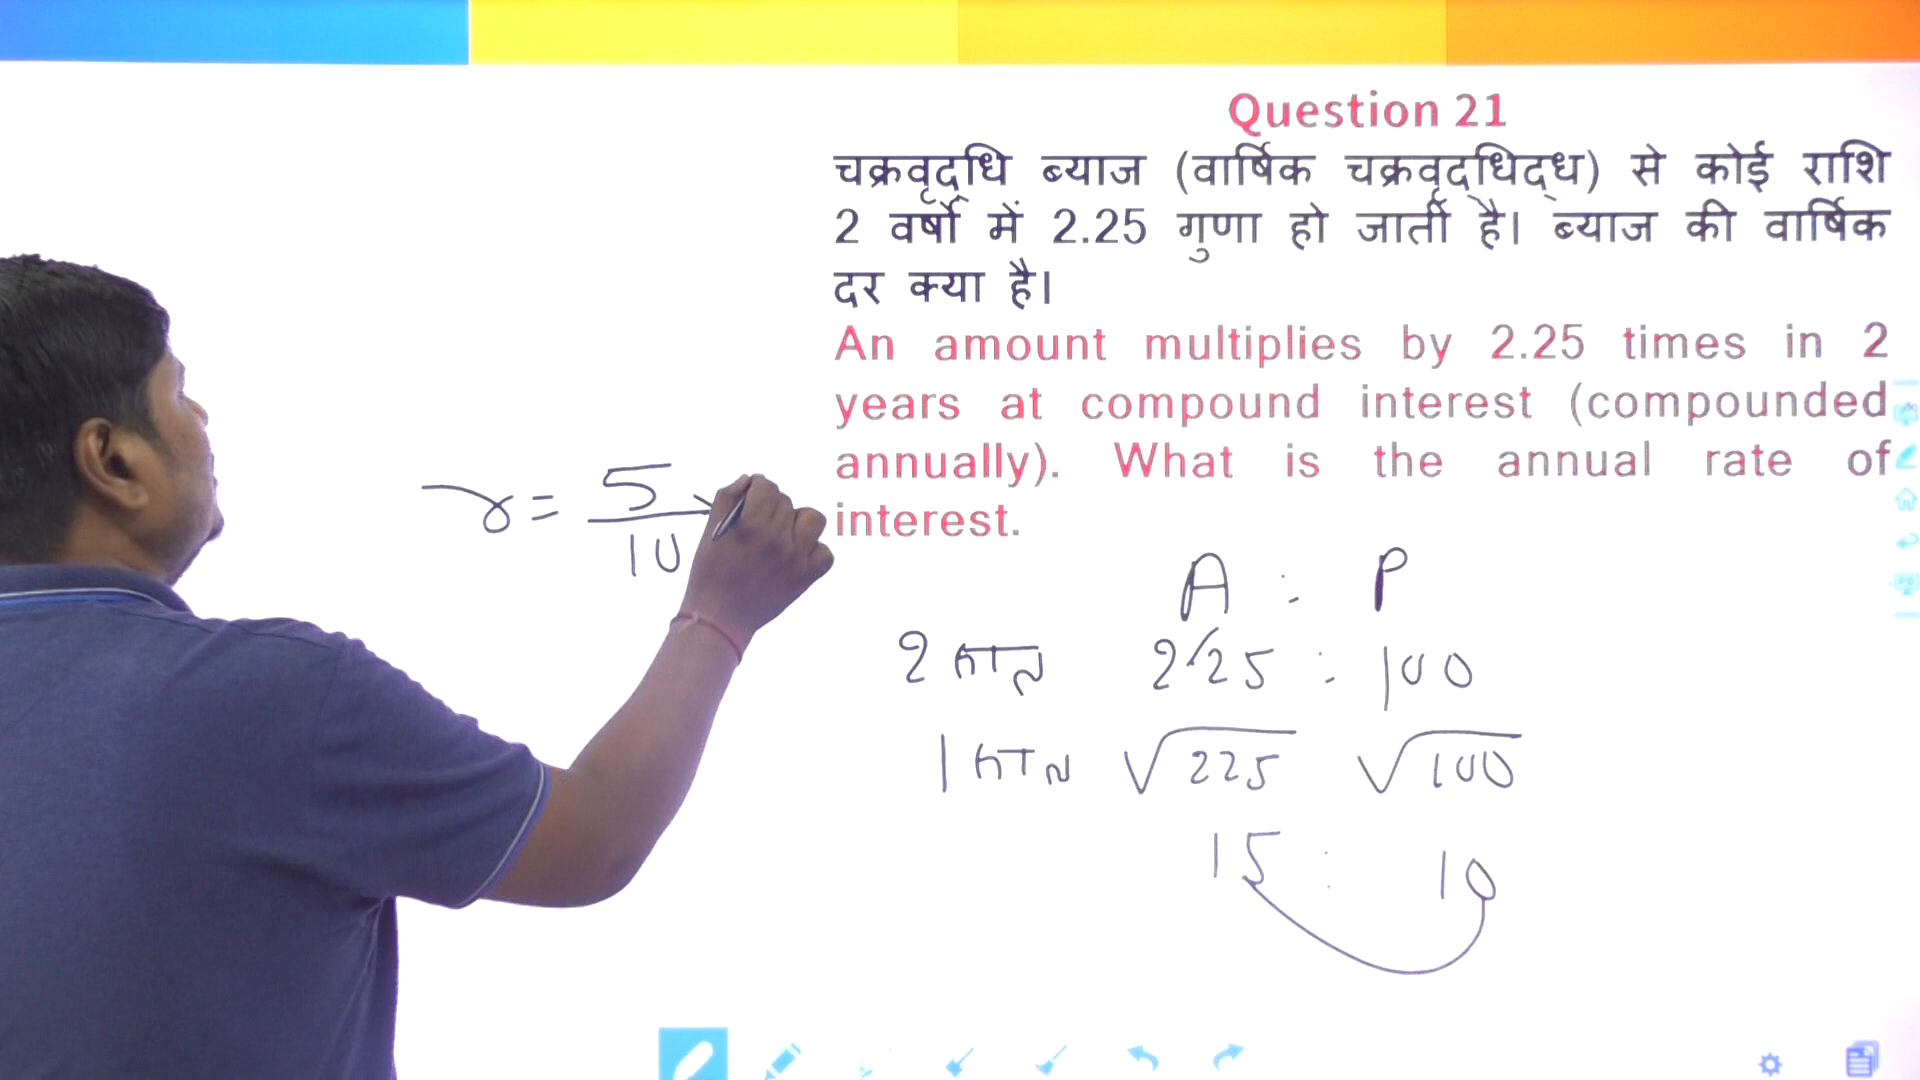 Question 21
चक्रवृद्धि ब्याज (वार्षिक चक्रवृद्धिद्ध) से कोई राशि
2 वर्षो में 2.25 गुणा हो जाती है। ब्याज की वार्षिक
दर क्या है।
An amount multiplies by 2.25 times in 2
years at compound interest (compounded
annually). What is the annual rate of
interest.
r = 5 ×
10
A : P
2 साल 225 : 100
1 साल √225 √100
15 : 10